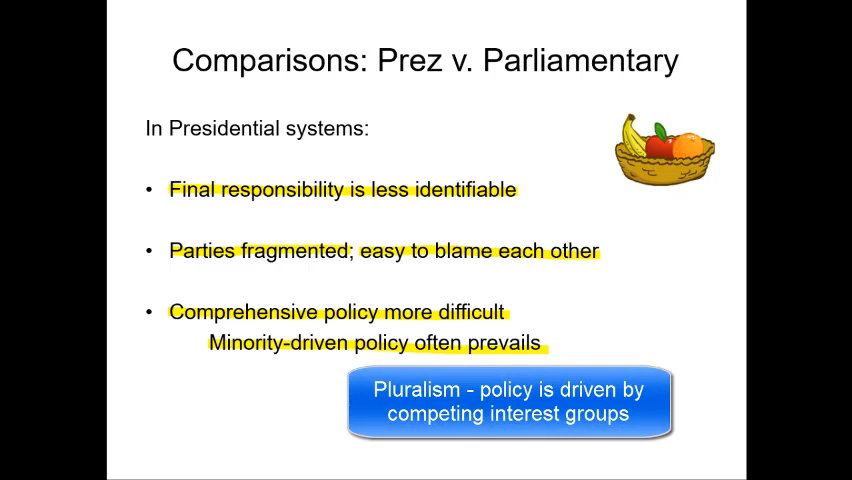 Comparisons: Prez v. Parliamentary
In Presidential systems:
• Final responsibility is less identifiable
• Parties fragmented; easy to blame each other
• Comprehensive policy more difficult
Minority-driven policy often prevails
Pluralism - policy is driven by
competing interest groups